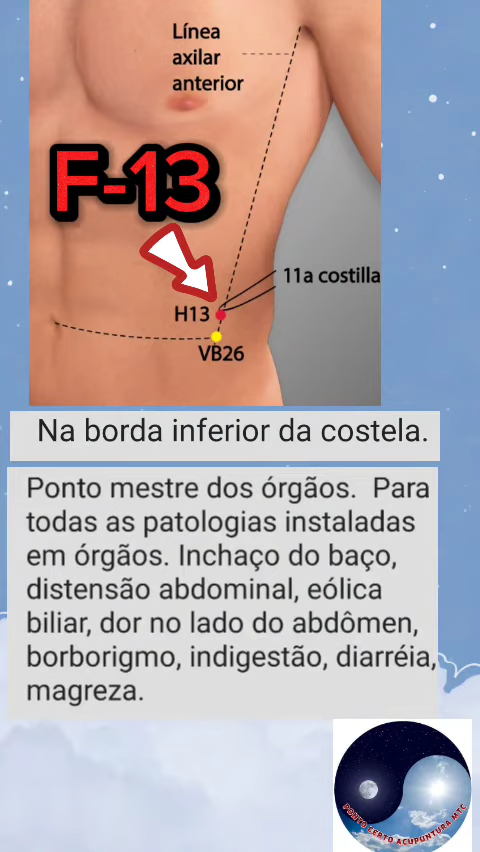 Línea
axilar
anterior
F-13
11a costilla
H13
VB26
Na borda inferior da costela.
Ponto mestre dos órgãos. Para
todas as patologias instaladas
em órgãos. Inchaço do baço,
distensão abdominal, eólica
biliar, dor no lado do abdômen,
borborigmo, indigestão, diarréia,
magreza.
PONTO CERTO ACUPUNTURA MTC